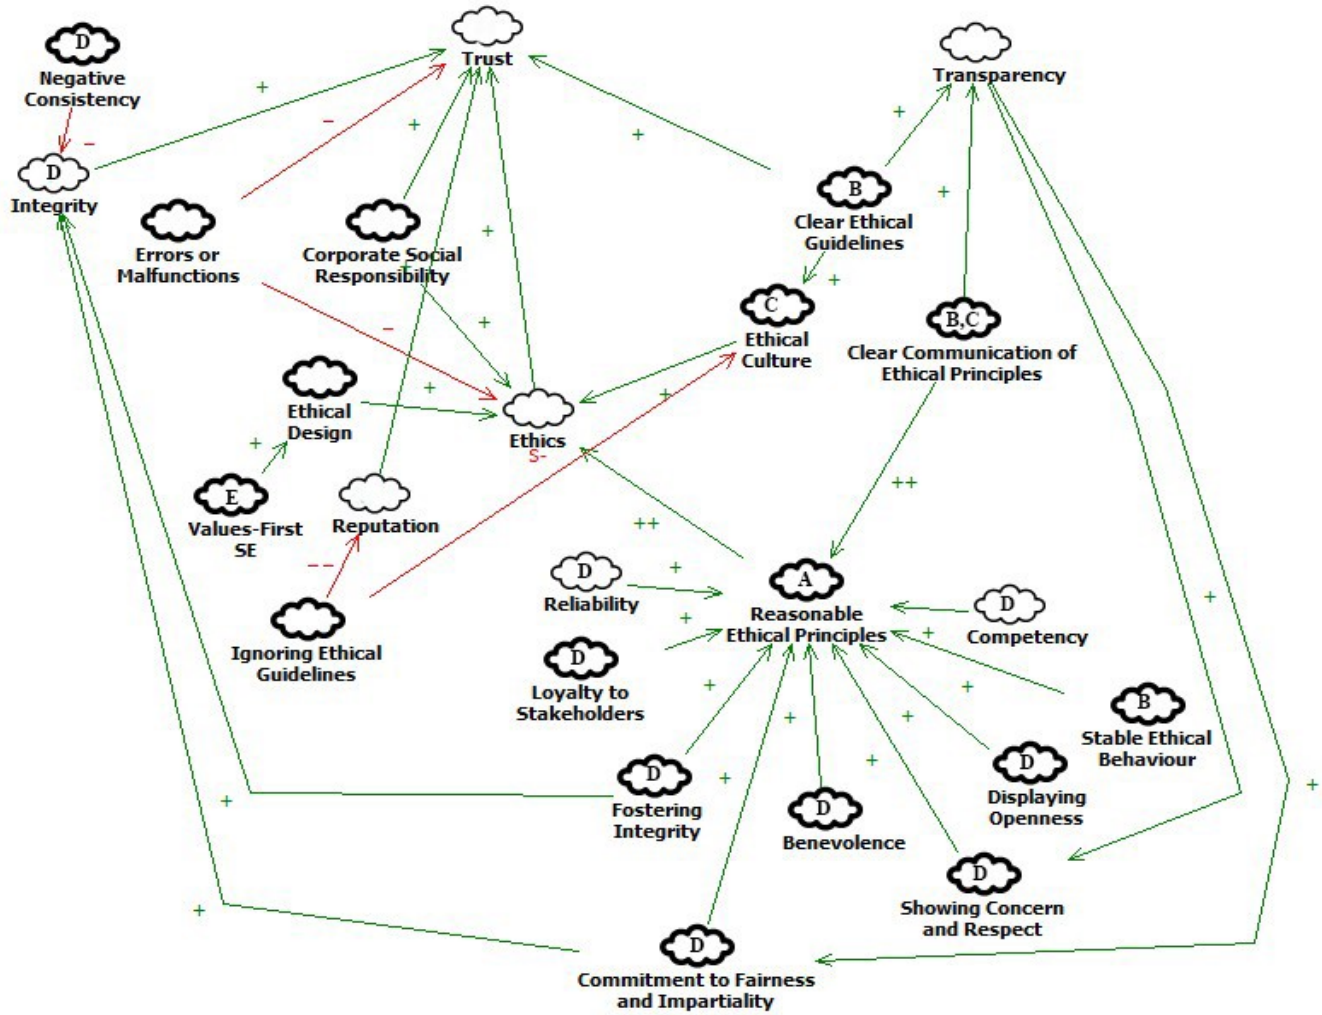 D
Negative
Consistency
Trust
Transparency
+
-
+
-
+
+
+
D
Integrity
B
Clear Ethical
Guidelines
+
Errors or
Malfunctions
Corporate Social
Responsibility
+
+
+
C
Ethical
Culture
B,C
Clear Communication of
Ethical Principles
-
+
Ethical
Design
+
+
Ethics
S-
+
E
Values-First
SE
Reputation
++
++
--
D
Reliability
+
A
Reasonable
Ethical Principles
D
Competency
+
Ignoring Ethical
Guidelines
+
+
D
Loyalty to
Stakeholders
+
+
B
Stable Ethical
Behaviour
+
+
D
Fostering
Integrity
+
+
D
Displaying
Openness
+
+
D
Benevolence
D
Showing Concern
and Respect
+
D
Commitment to Fairness
and Impartiality